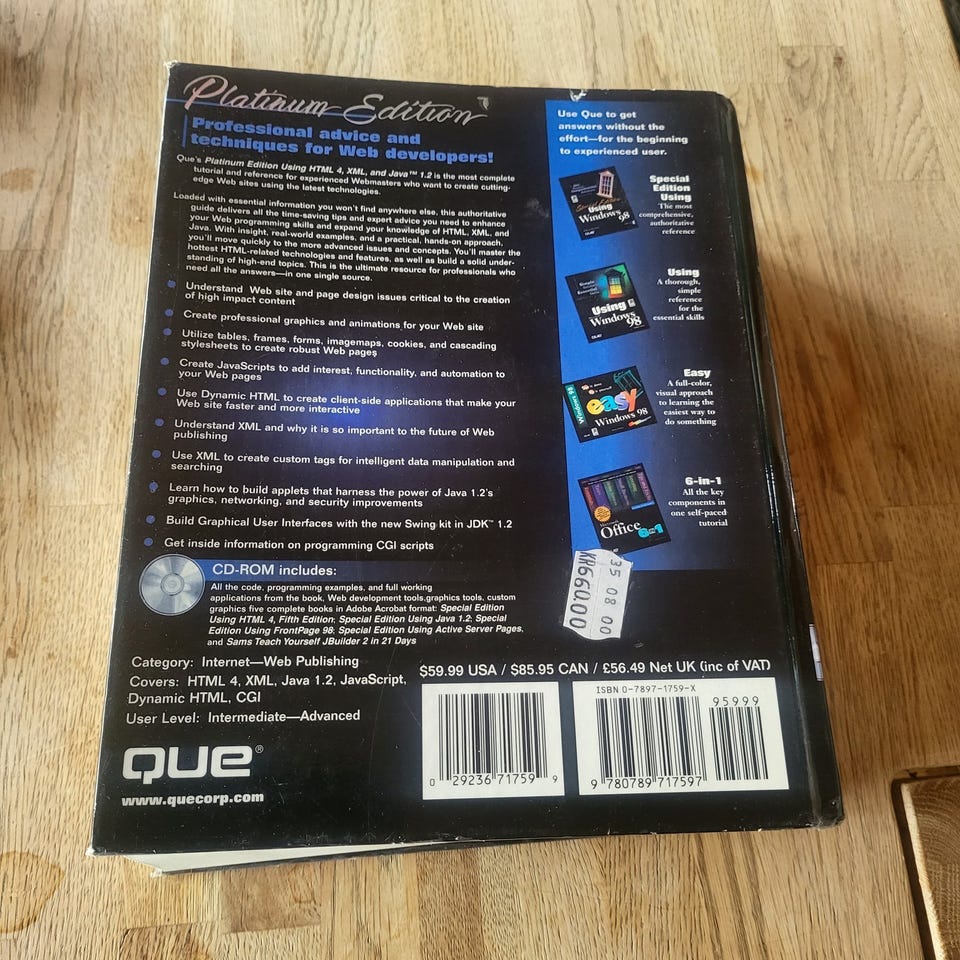 Platinum Edition
Professional advice and
techniques for Web developers!
Que's Platinum Edition Using HTML 4, XML, and Java™ 1.2 is the most complete
tutorial and reference for experienced Webmasters who want to create cutting-
edge Web sites using the latest technologies.
Loaded with essential information you won't find anywhere else, this authoritative
guide delivers all the time-saving tips and expert advice you need to enhance
your Web programming skills and expand your knowledge of HTML, XML, and
Java. With insight, real-world examples, and a practical, hands-on approach,
you'll move quickly to the more advanced issues and concepts. You'll master the
hottest HTML-related technologies and features, as well as build a solid under-
standing of high-end topics. This is the ultimate resource for professionals who
need all the answers—in one single source.
Understand Web site and page design issues critical to the creation
of high impact content
Create professional graphics and animations for your Web site
Utilize tables, frames, forms, imagemaps, cookies, and cascading
stylesheets to create robust Web pages
Create JavaScripts to add interest, functionality, and automation to
your Web pages
Use Dynamic HTML to create client-side applications that make your
Web site faster and more interactive
Understand XML and why it is so important to the future of Web
publishing
Use XML to create custom tags for intelligent data manipulation and
searching
Learn how to build applets that harness the power of Java 1.2's
graphics, networking, and security improvements
Build Graphical User Interfaces with the new Swing kit in JDK™ 1.2
Get inside information on programming CGI scripts
CD-ROM includes:
All the code, programming examples, and full working
applications from the book. Web development tools,graphics tools, custom
graphics five complete books in Adobe Acrobat format: Special Edition
Using HTML 4, Fifth Edition; Special Edition Using Java 1.2; Special
Edition Using FrontPage 98; Special Edition Using Active Server Pages,
and Sams Teach Yourself JBuilder 2 in 21 Days
Use Que to get
answers without the
effort—for the beginning
to experienced user.
Special Edition
Using
Windows 98
Special
Edition
Using
The most
comprehensive,
authoritative
reference
Using
Windows
98
Using
A thorough,
simple
reference
for the
essential skills
Windows 98
easy
Windows 98
Easy
A full-color,
visual approach
to learning the
easiest way to
do something
Microsoft
Office
6in1
6-in-1
All the key
components in
one self-paced
tutorial
KR660,00
35 08 00
Category: Internet—Web Publishing
Covers: HTML 4, XML, Java 1.2, JavaScript,
Dynamic HTML, CGI
User Level: Intermediate—Advanced
$59.99 USA / $85.95 CAN / £56.49 Net UK (inc of VAT)
0 29236 71759 9
ISBN 0-7897-1759-X
95999
9 780789 717597
QUE®
www.quecorp.com